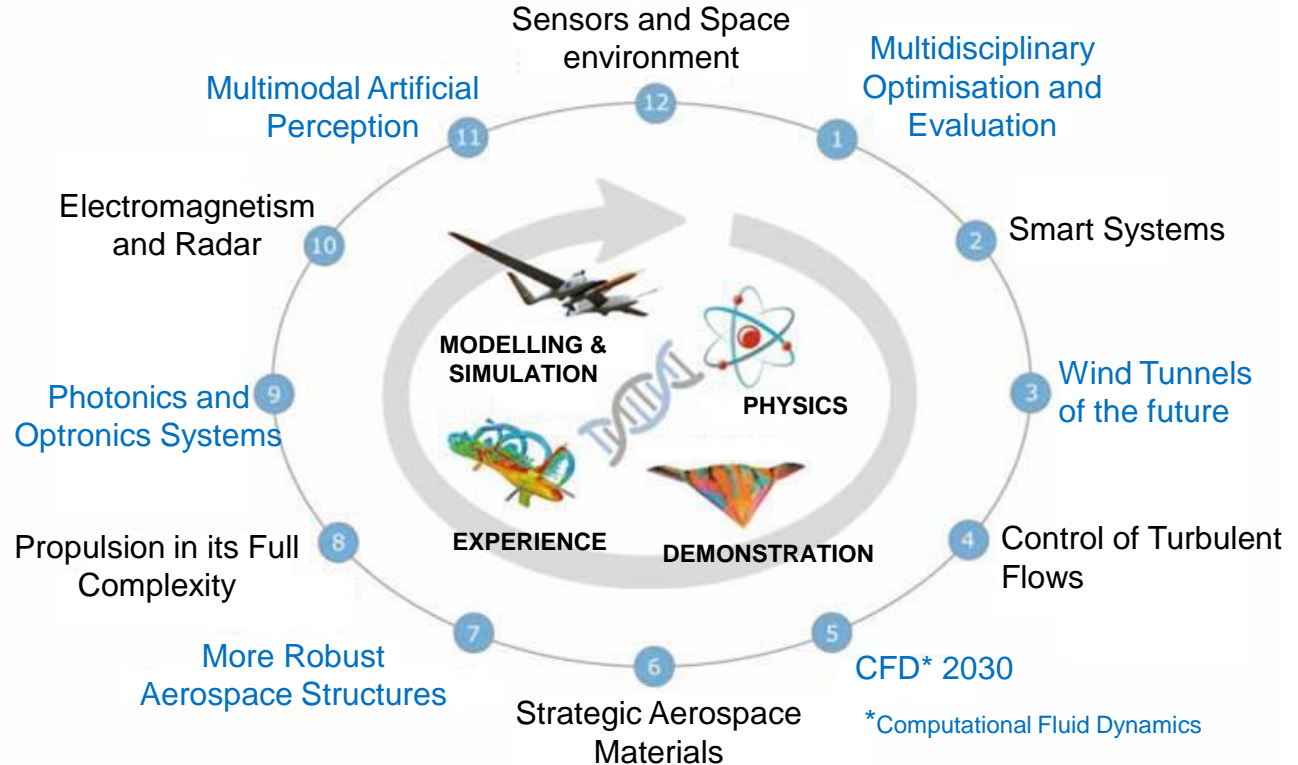 Sensors and Space
environment
12
Multidisciplinary
Optimisation and
Evaluation
1
Smart Systems
2
Wind Tunnels
of the future
3
Control of Turbulent
Flows
4
CFD* 2030
5
*Computational Fluid Dynamics
Strategic Aerospace
Materials
6
More Robust
Aerospace Structures
7
Propulsion in its Full
Complexity
8
Photonics and
Optronics Systems
9
Electromagnetism
and Radar
10
Multimodal Artificial
Perception
11
MODELLING &
SIMULATION
PHYSICS
EXPERIENCE
DEMONSTRATION